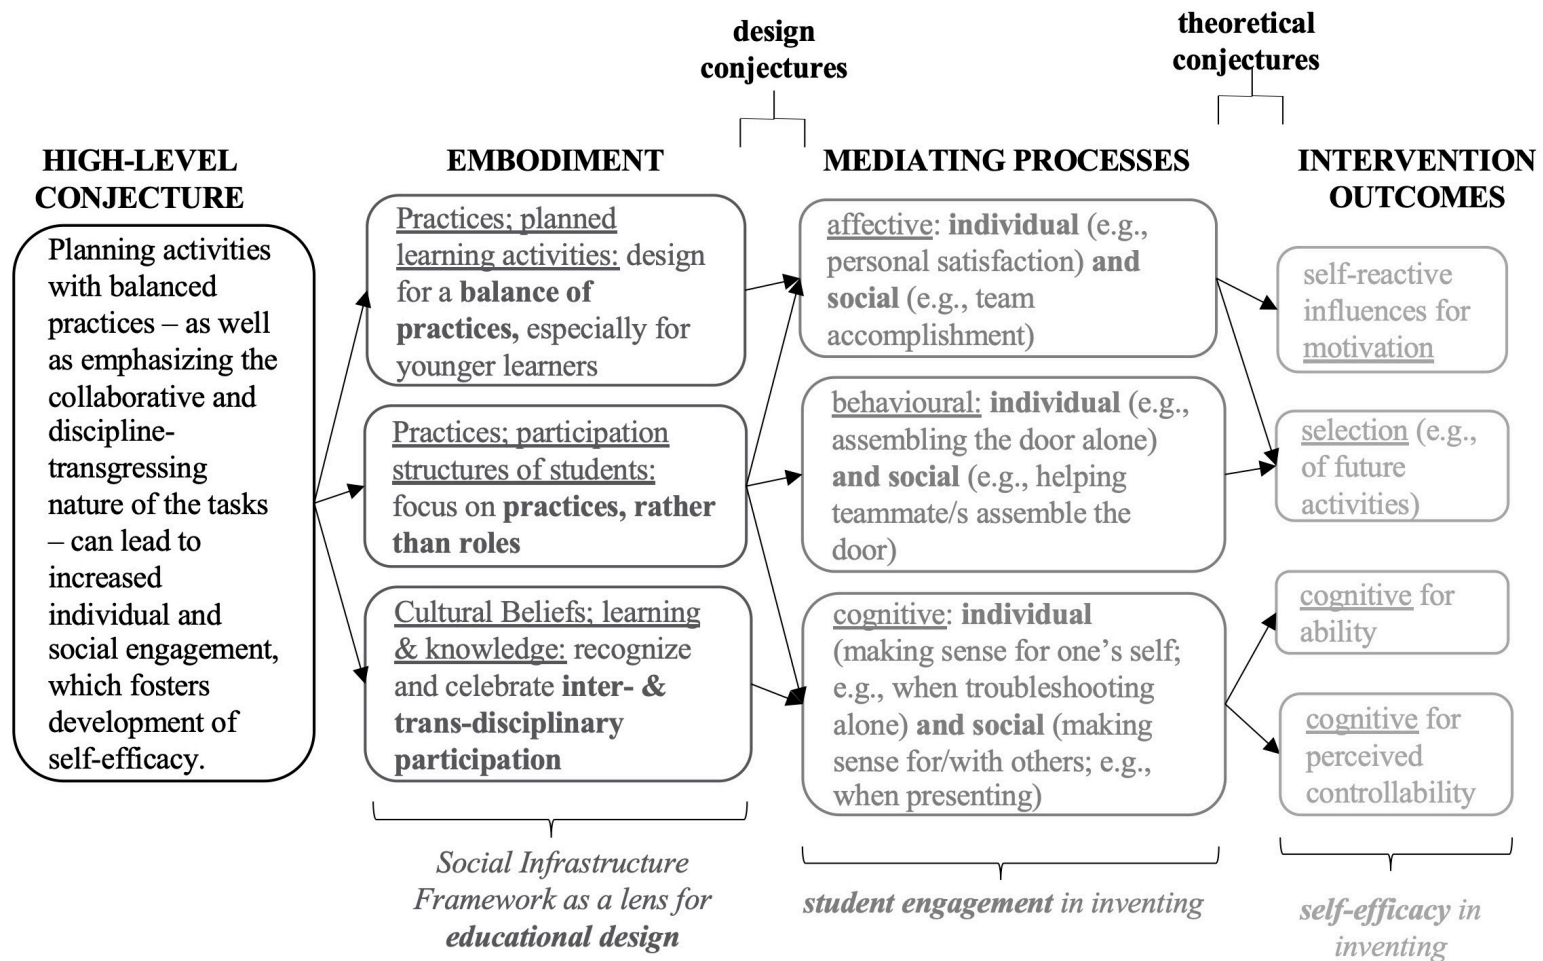 design
conjectures
theoretical
conjectures
HIGH-LEVEL
CONJECTURE
Planning activities
with balanced
practices – as well
as emphasizing the
collaborative and
discipline-
transgressing
nature of the tasks
– can lead to
increased
individual and
social engagement,
which fosters
development of
self-efficacy.
EMBODIMENT
Practices; planned
learning activities: design
for a balance of
practices, especially for
younger learners
Practices; participation
structures of students:
focus on practices, rather
than roles
Cultural Beliefs; learning
& knowledge: recognize
and celebrate inter- &
trans-disciplinary
participation
Social Infrastructure
Framework as a lens for
educational design
MEDIATING PROCESSES
affective: individual (e.g.,
personal satisfaction) and
social (e.g., team
accomplishment)
behavioural: individual (e.g.,
assembling the door alone)
and social (e.g., helping
teammate/s assemble the
door)
cognitive: individual
(making sense for one’s self;
e.g., when troubleshooting
alone) and social (making
sense for/with others; e.g.,
when presenting)
student engagement in inventing
INTERVENTION
OUTCOMES
self-reactive
influences for
motivation
selection (e.g.,
of future
activities)
cognitive for
ability
cognitive for
perceived
controllability
self-efficacy in
inventing